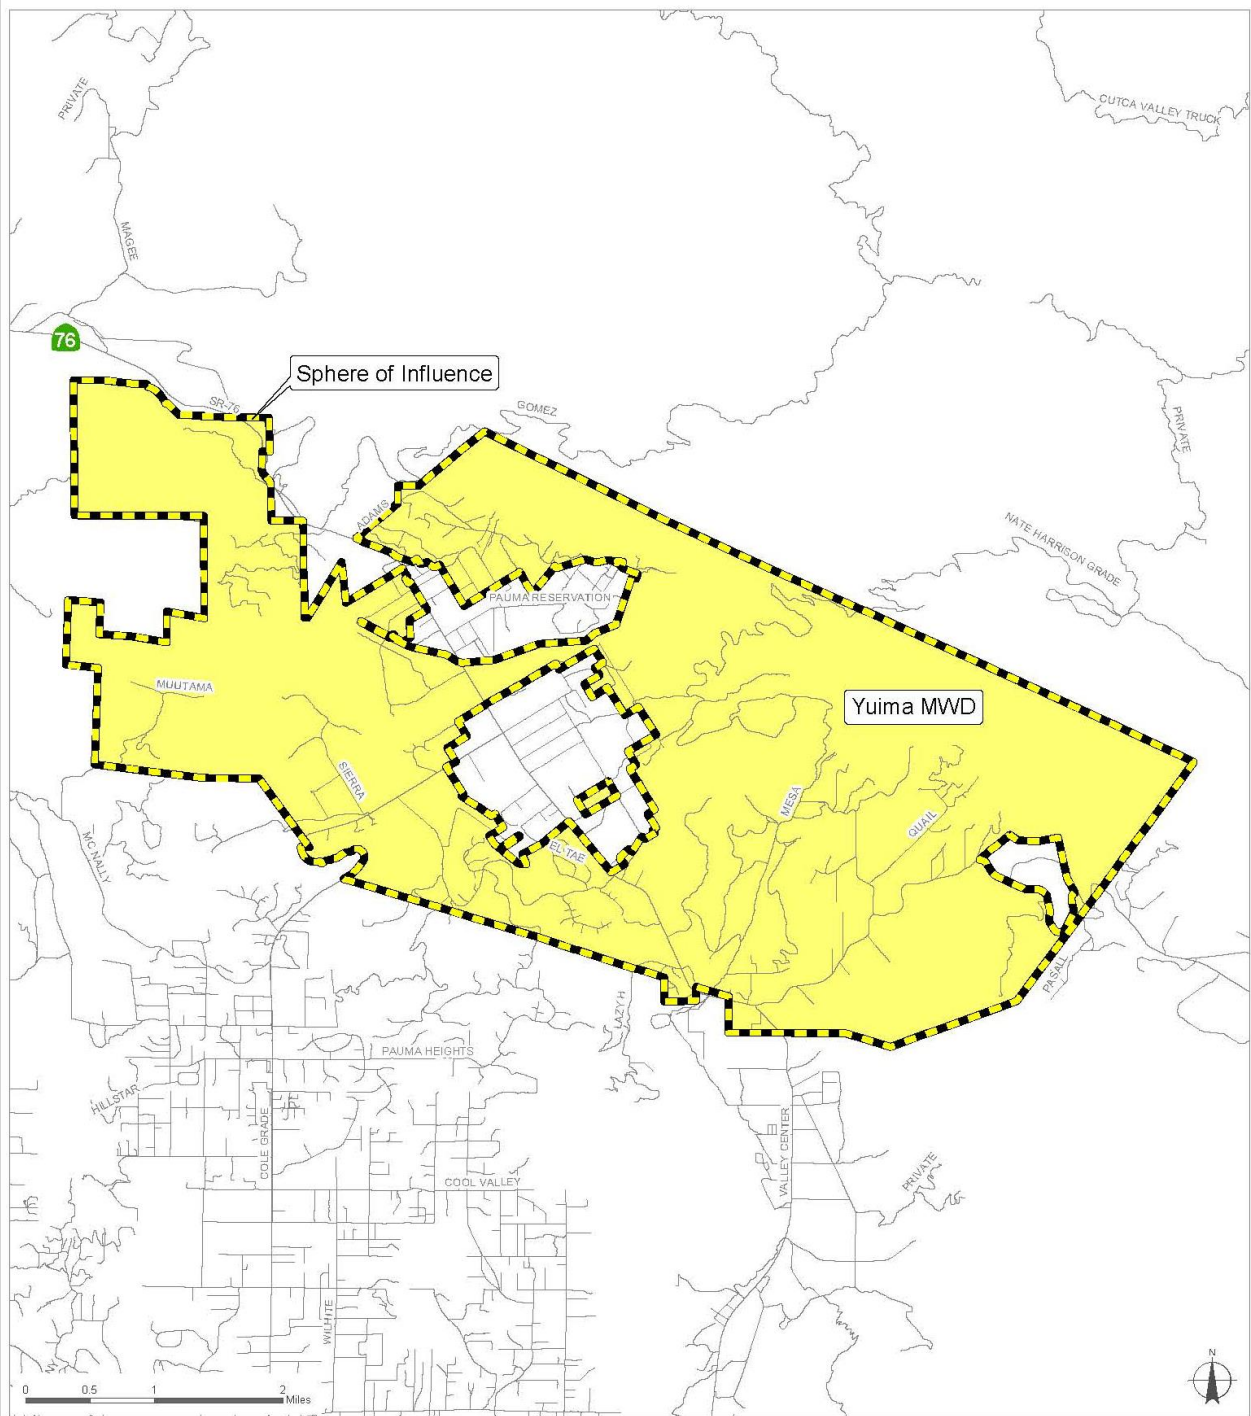 PRIVATE
CUTCA VALLEY TRUCK
MAGEE
76
Sphere of Influence
SR-76
GOMEZ
PRIVATE
ADAMS
NATE HARRISON GRADE
PAUMA RESERVATION
MUUTAMA
Yuima MWD
SIERRA
MESA
QUAIL
MC NALLY
EL TAE
PASALL
LAZY H
PAUMA HEIGHTS
HILLSTAR
COLE GRADE
VALLEY CENTER
PRIVATE
COOL VALLEY
WILHITE
0 0.5 1 2
Miles
N